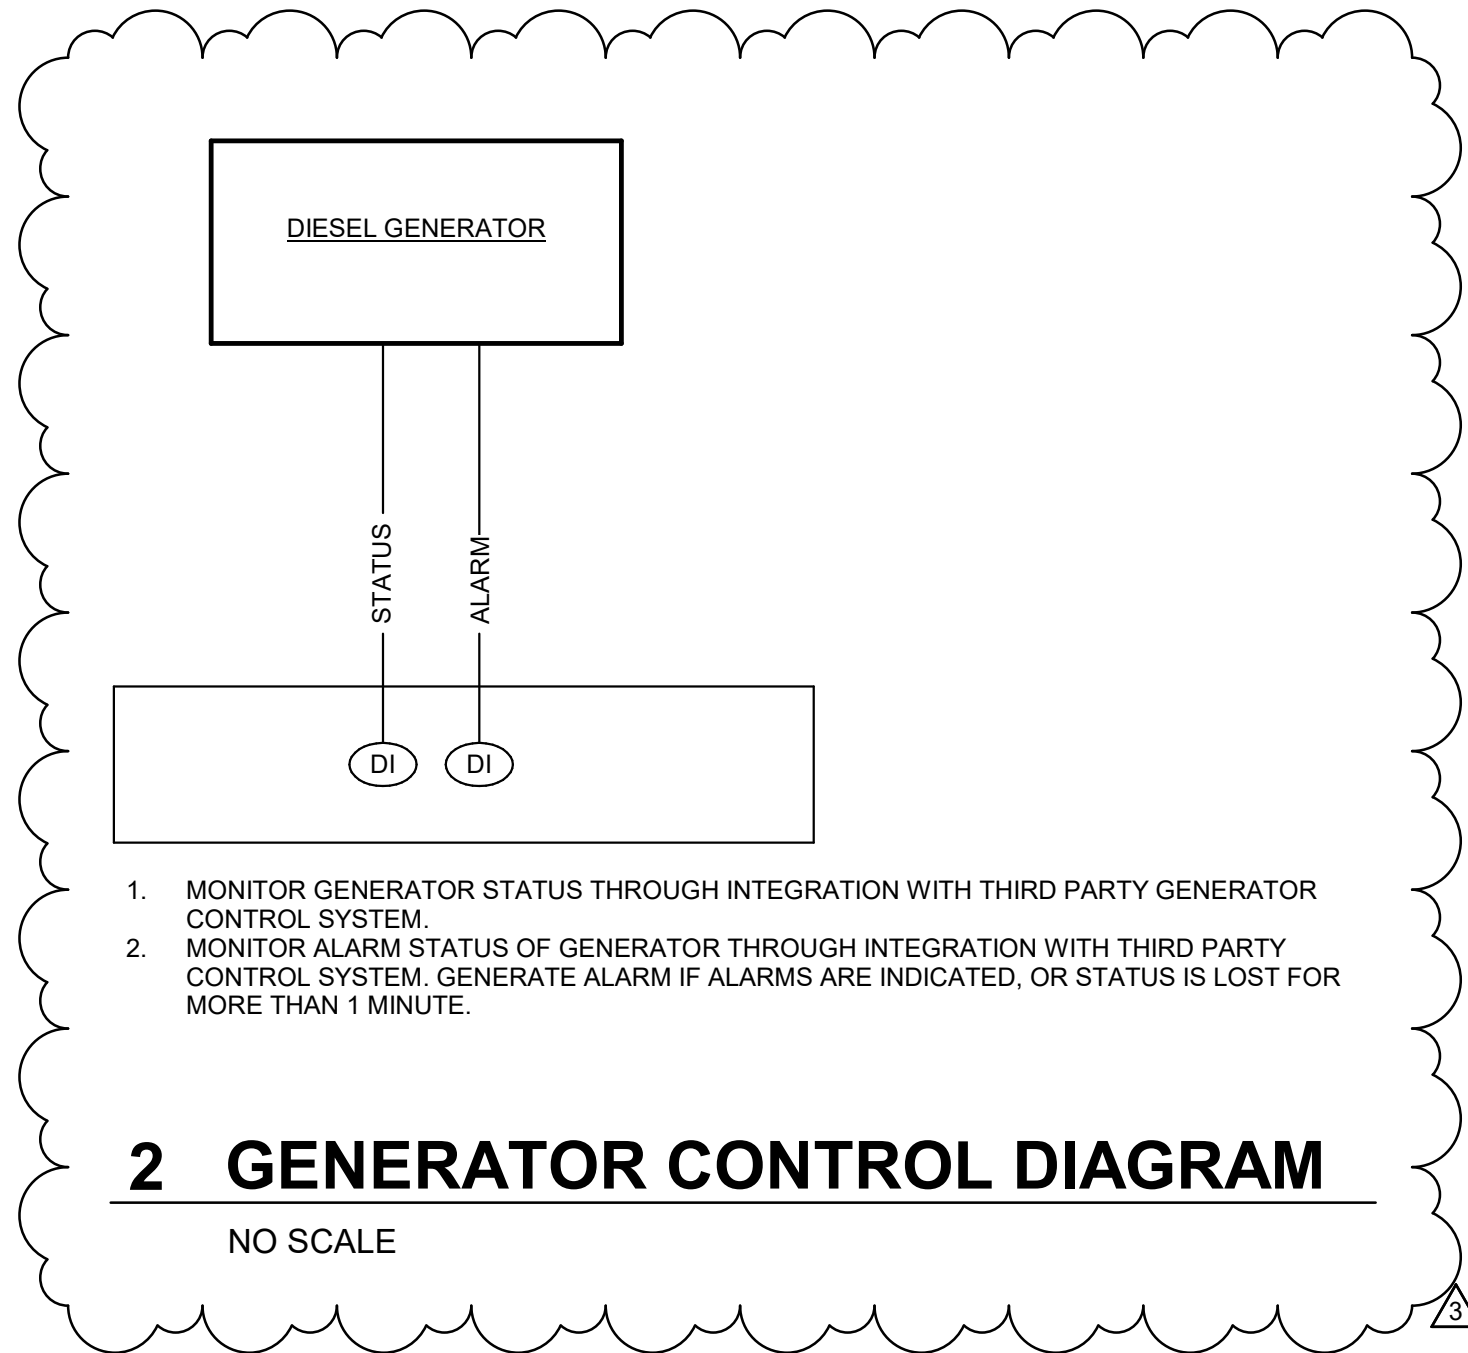 DIESEL GENERATOR
STATUS
ALARM
DI
DI
1. MONITOR GENERATOR STATUS THROUGH INTEGRATION WITH THIRD PARTY GENERATOR
CONTROL SYSTEM.
2. MONITOR ALARM STATUS OF GENERATOR THROUGH INTEGRATION WITH THIRD PARTY
CONTROL SYSTEM. GENERATE ALARM IF ALARMS ARE INDICATED, OR STATUS IS LOST FOR
MORE THAN 1 MINUTE.
2 GENERATOR CONTROL DIAGRAM
NO SCALE
3